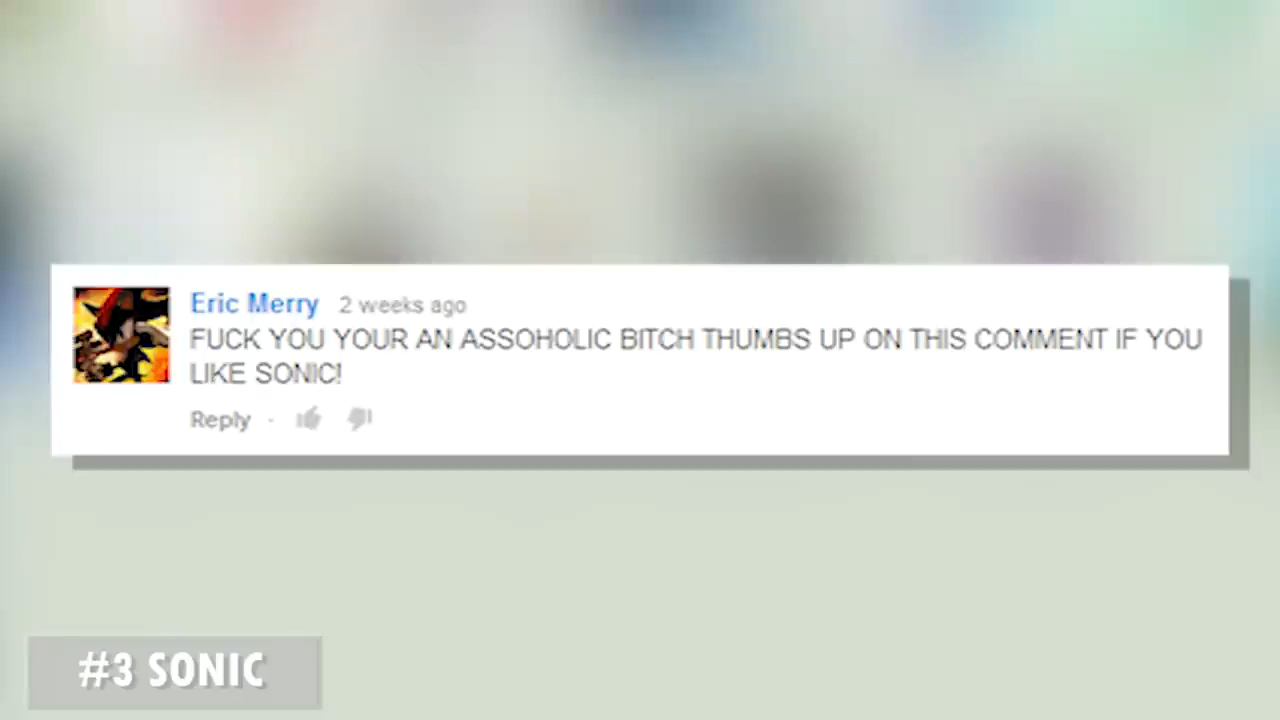 Eric Merry 2 weeks ago
FUCK YOU YOUR AN ASSOHOLIC BITCH THUMBS UP ON THIS COMMENT IF YOU
LIKE SONIC!
Reply ·
#3 SONIC